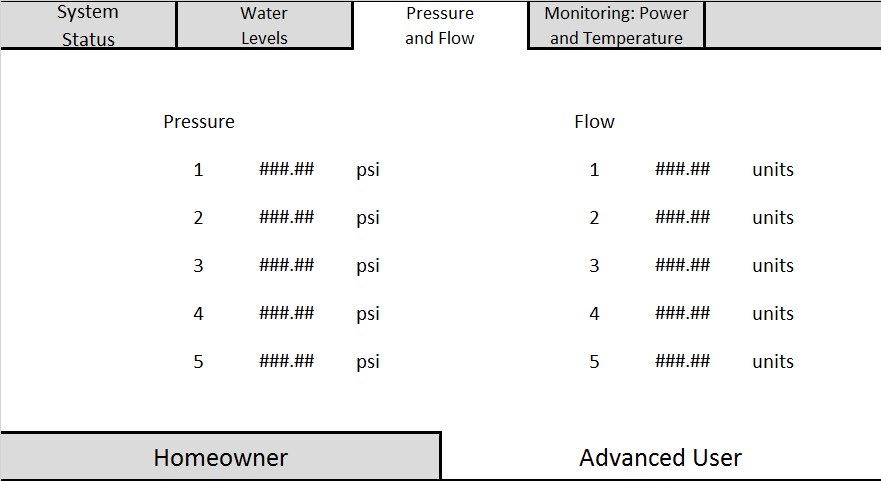 System
Status
Water
Levels
Pressure
and Flow
Monitoring: Power
and Temperature
Pressure
Flow
1 ###.## psi
1 ###.## units
2 ###.## psi
2 ###.## units
3 ###.## psi
3 ###.## units
4 ###.## psi
4 ###.## units
5 ###.## psi
5 ###.## units
Homeowner
Advanced User